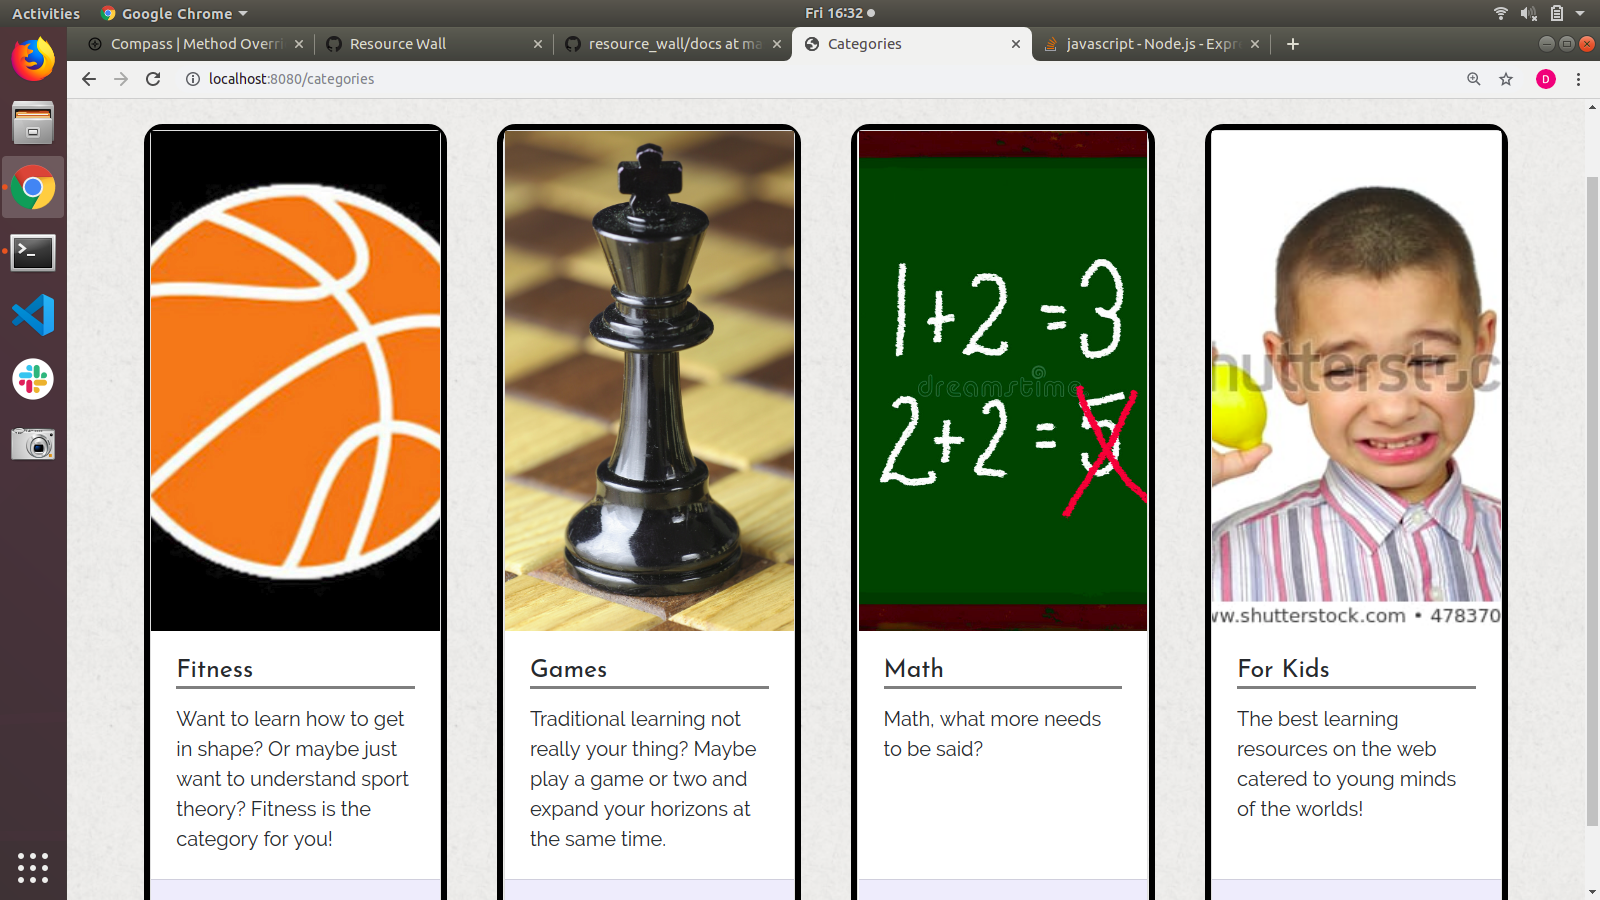 Activities
Google Chrome
Fri 16:32
Compass | Method Overri
Resource Wall
resource_wall/docs at ma
Categories
javascript - Node.js - Expre
localhost:8080/categories
D
1+2=3
2+2=5
dreamstime
shutterstock
www.shutterstock.com • 478370
Fitness
Want to learn how to get
in shape? Or maybe just
want to understand sport
theory? Fitness is the
category for you!
Games
Traditional learning not
really your thing? Maybe
play a game or two and
expand your horizons at
the same time.
Math
Math, what more needs
to be said?
For Kids
The best learning
resources on the web
catered to young minds
of the worlds!